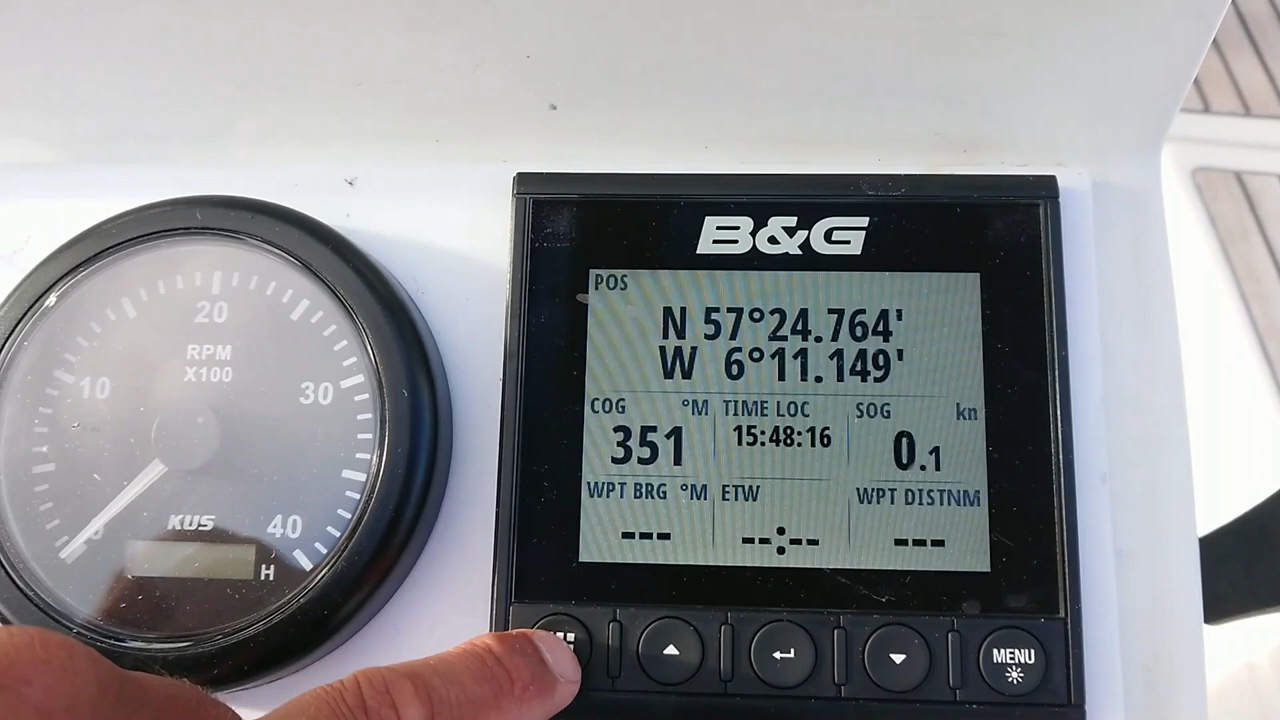 B&G
POS
N 57°24.764'
W 6°11.149'
COG °M TIME LOC SOG kn
351 15:48:16 0.1
WPT BRG °M ETW WPT DISTNM
--- --:-- ---
MENU
20
RPM
X100
10 30
KUS
0 40
H